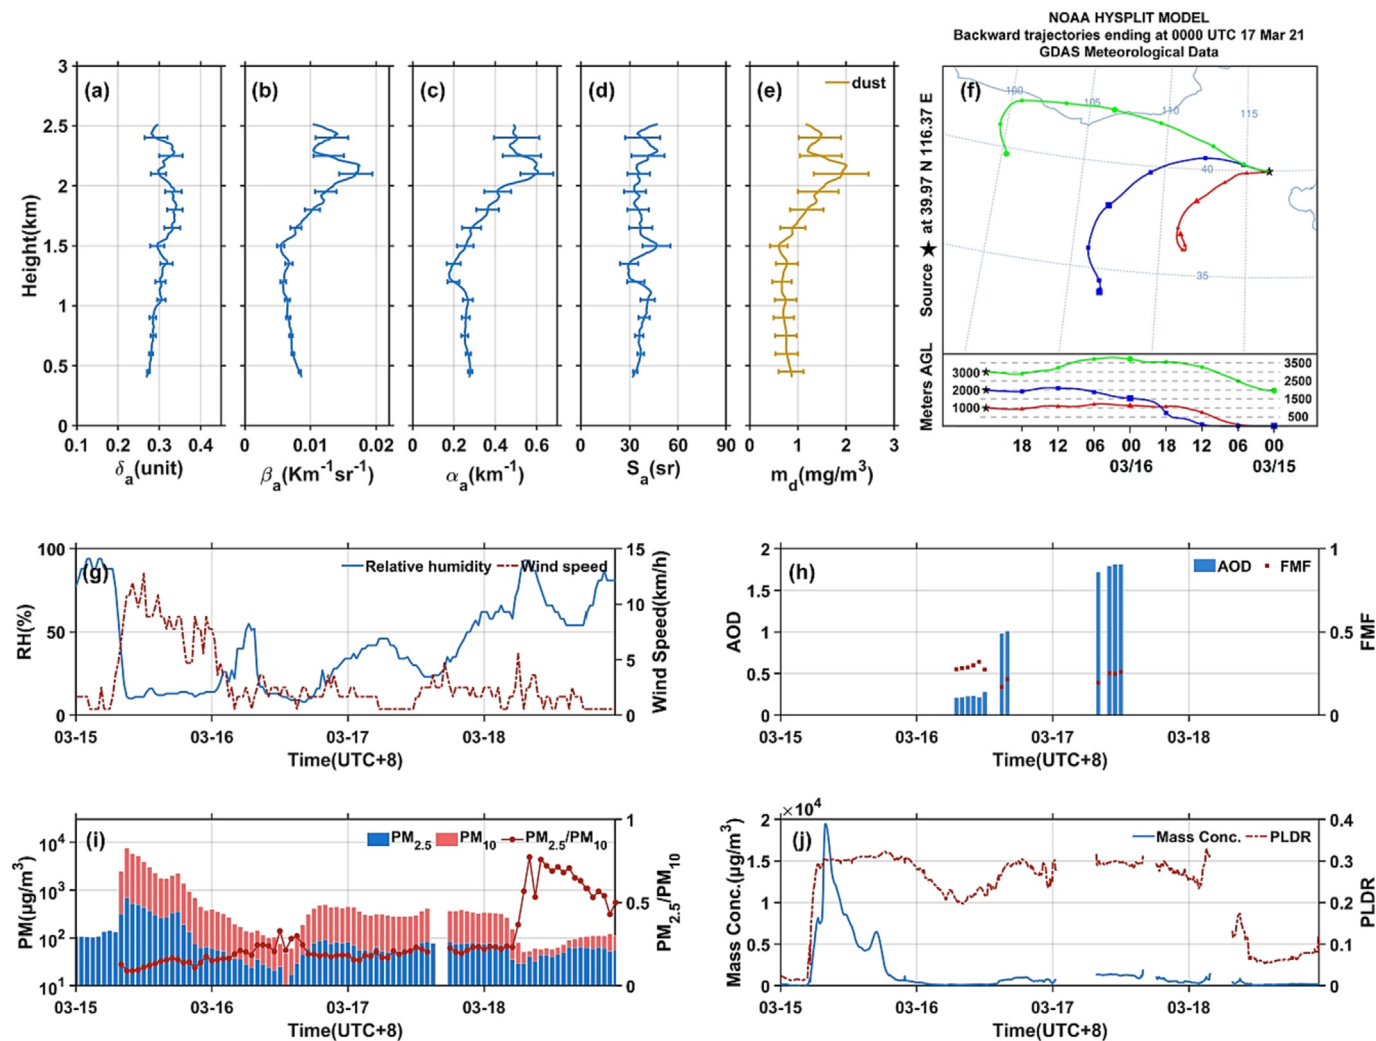 NOAA HYSPLIT MODEL
Backward trajectories ending at 0000 UTC 17 Mar 21
GDAS Meteorological Data
(a) (b) (c) (d) (e) dust (f)
3
2.5
2
1.5
1
0.5
0
Height(km)
0.1 0.2 0.3 0.4
δa(unit)
0 0.01 0.02
βa(Km-1sr-1)
0 0.2 0.4 0.6
αa(km-1)
0 30 60 90
Sa(sr)
0 1 2 3
md(mg/m3)
Source ★ at 39.97 N 116.37 E
100 105 110 115
40
35
Meters AGL
3000
2000
1000
3500
2500
1500
500
18 12 06 00 18 12 06 00
03/16 03/15
(g) Relative humidity Wind speed
100
50
0
RH(%)
15
10
5
0
Wind Speed(km/h)
03-15 03-16 03-17 03-18
Time(UTC+8)
(h) AOD FMF
2
1.5
1
0.5
0
AOD
1
0.5
0
FMF
03-15 03-16 03-17 03-18
Time(UTC+8)
(i) PM2.5 PM10 PM2.5/PM10
104
103
102
101
PM(μg/m3)
1
0.5
0
PM2.5/PM10
03-15 03-16 03-17 03-18
Time(UTC+8)
×104
(j) Mass Conc. PLDR
2
1.5
1
0.5
0
Mass Conc.(μg/m3)
0.4
0.3
0.2
0.1
0
PLDR
03-15 03-16 03-17 03-18
Time(UTC+8)